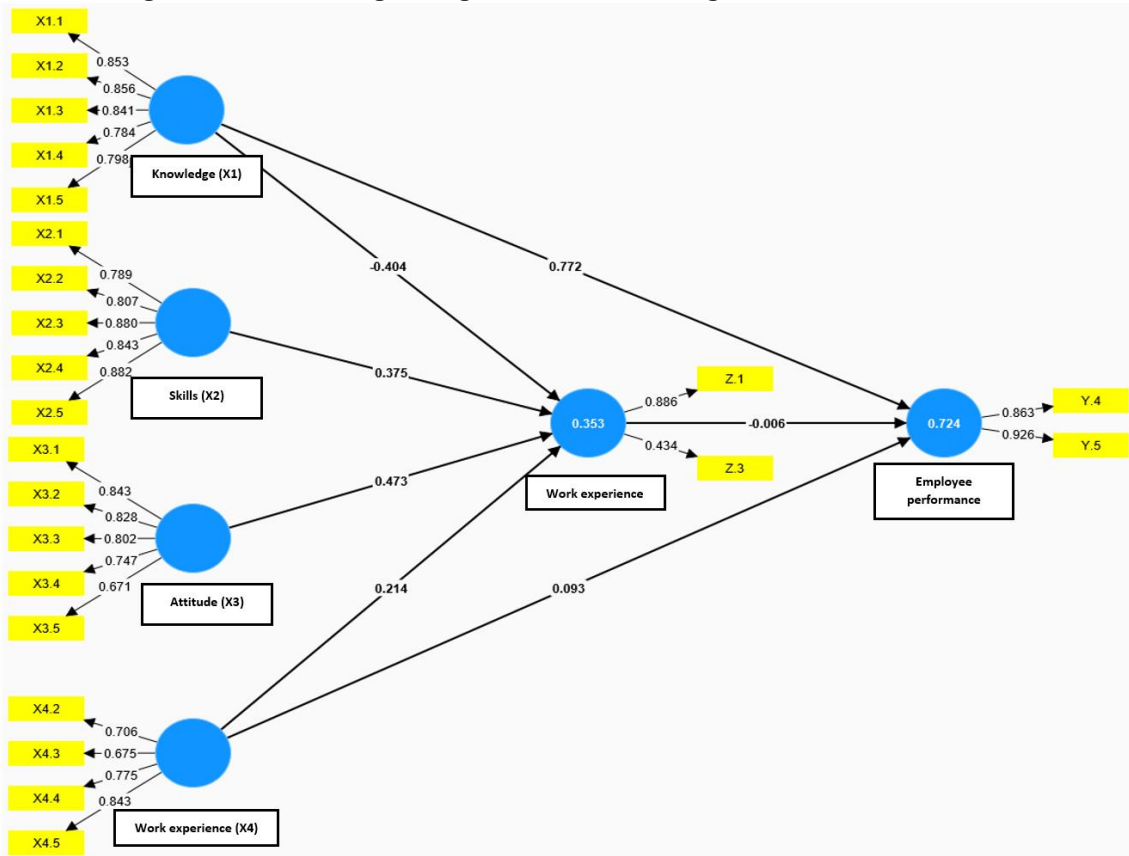 X1.1
X1.2
X1.3
X1.4
X1.5
0.853
0.856
0.841
0.784
0.798
Knowledge (X1)
X2.1
X2.2
X2.3
X2.4
X2.5
0.789
0.807
0.880
0.843
0.882
Skills (X2)
X3.1
X3.2
X3.3
X3.4
X3.5
0.843
0.828
0.802
0.747
0.671
Attitude (X3)
X4.2
X4.3
X4.4
X4.5
0.706
0.675
0.775
0.843
Work experience (X4)
-0.404
0.772
0.375
0.473
0.214
0.093
0.353
Work experience
0.886
Z.1
0.434
Z.3
-0.006
0.724
Employee
performance
0.863
Y.4
0.926
Y.5